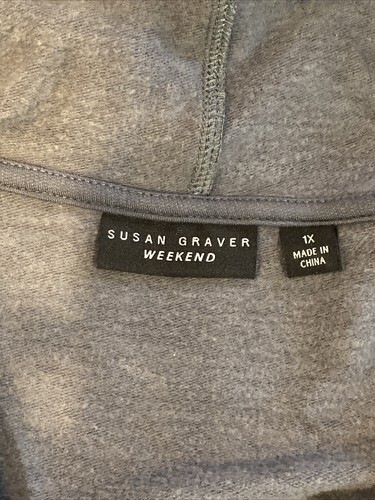 SUSAN GRAVER
WEEKEND
1X
MADE IN
CHINA